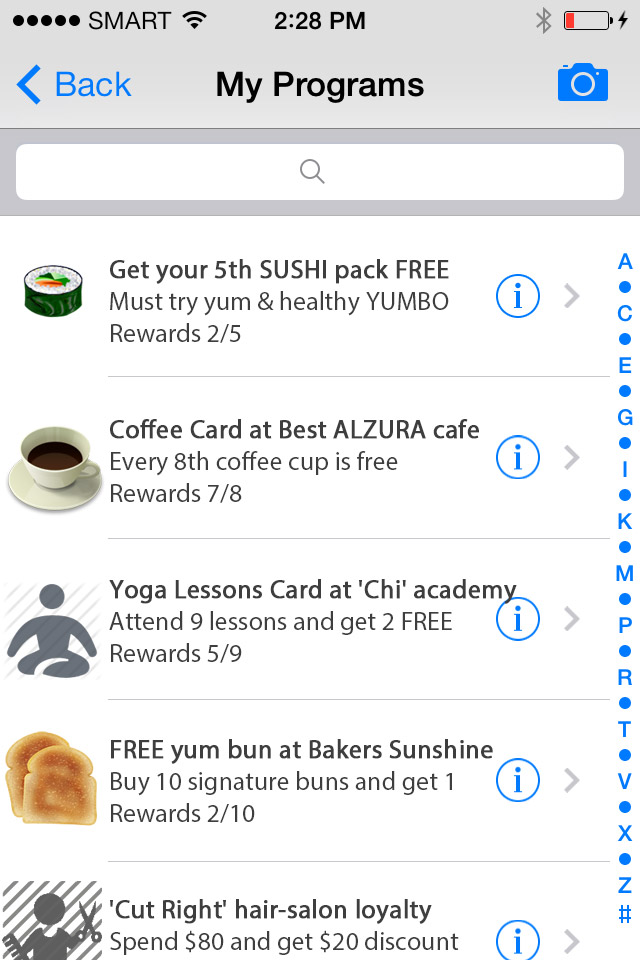 SMART 2:28 PM
Back My Programs
Get your 5th SUSHI pack FREE
Must try yum & healthy YUMBO
Rewards 2/5
Coffee Card at Best ALZURA cafe
Every 8th coffee cup is free
Rewards 7/8
Yoga Lessons Card at 'Chi' academy
Attend 9 lessons and get 2 FREE
Rewards 5/9
FREE yum bun at Bakers Sunshine
Buy 10 signature buns and get 1
Rewards 2/10
'Cut Right' hair-salon loyalty
Spend $80 and get $20 discount
A
C
E
G
I
K
M
P
R
T
V
X
Z
#